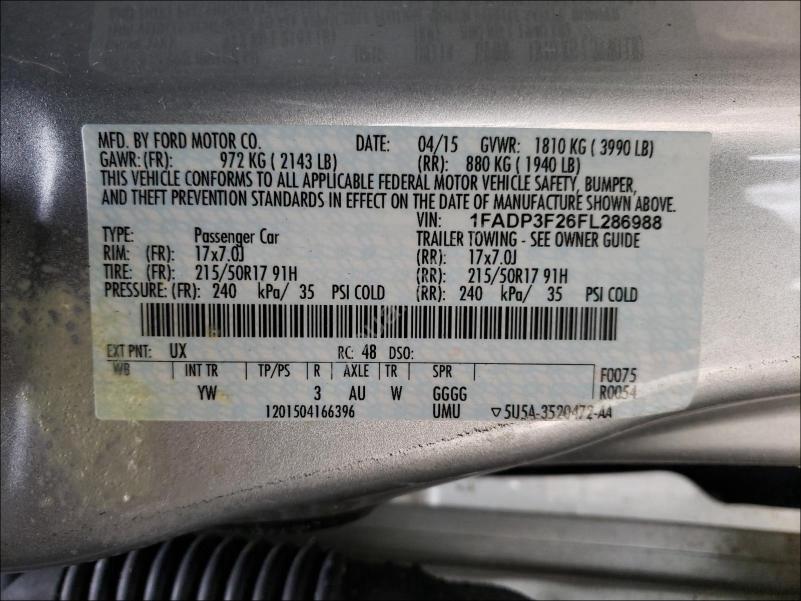 MFD. BY FORD MOTOR CO. DATE: 04/15 GVWR: 1810 KG ( 3990 LB)
GAWR: (FR): 972 KG ( 2143 LB) (RR): 880 KG ( 1940 LB)
THIS VEHICLE CONFORMS TO ALL APPLICABLE FEDERAL MOTOR VEHICLE SAFETY, BUMPER,
AND THEFT PREVENTION STANDARDS IN EFFECT ON THE DATE OF MANUFACTURE SHOWN ABOVE.
VIN: 1FADP3F26FL286988
TYPE: Passenger Car TRAILER TOWING - SEE OWNER GUIDE
RIM: (FR): 17x7.0J (RR): 17x7.0J
TIRE: (FR): 215/50R17 91H (RR): 215/50R17 91H
PRESSURE: (FR): 240 kPa/ 35 PSI COLD (RR): 240 kPa/ 35 PSI COLD
EXT PNT: UX RC: 48 DSO:
WB INT TR TP/PS R AXLE TR SPR F0075
YW 3 AU W GGGG R0054
1201504166396 UMU ▽5U5A-3520472-AA